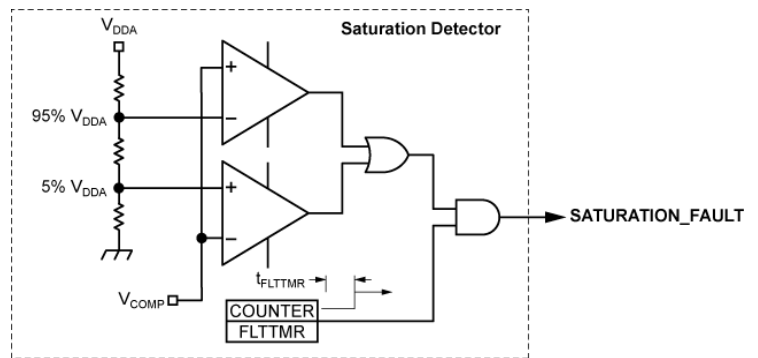 V_DDA
Saturation Detector
+
95% V_DDA
−
5% V_DDA
+
SATURATION_FAULT
−
t_FLTTMR
V_COMP
COUNTER
FLTTMR